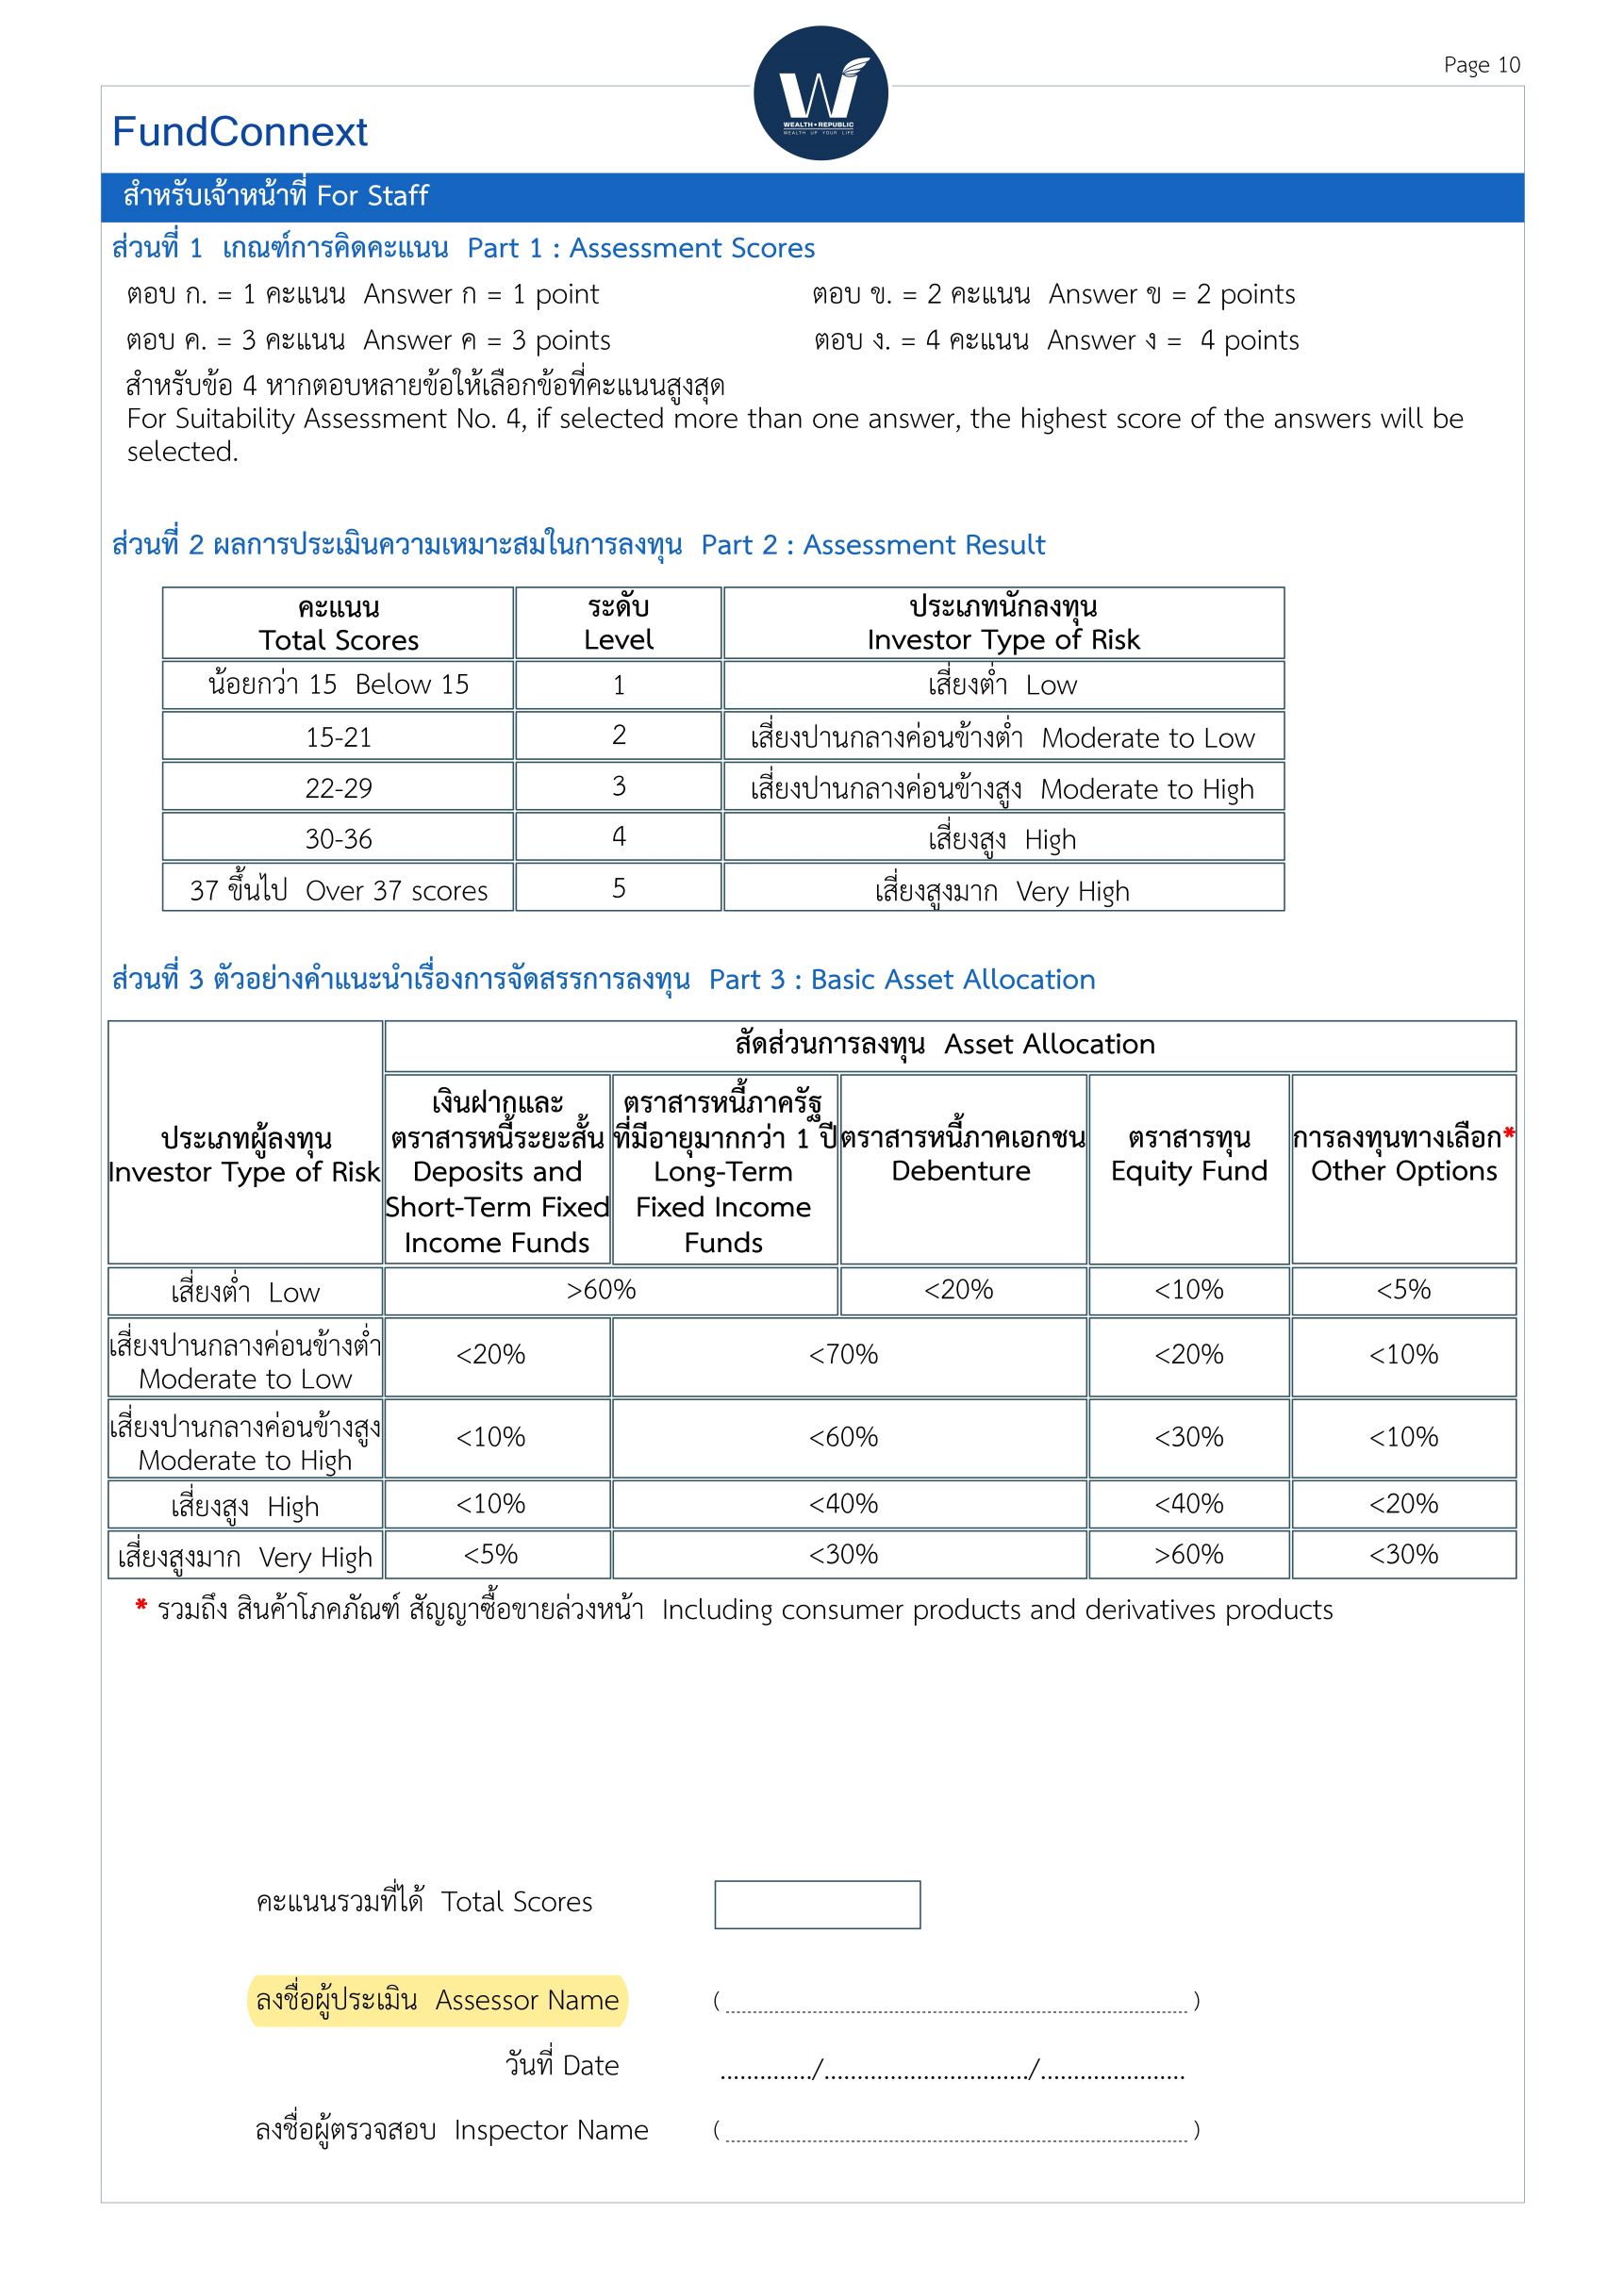 Page 10
WEALTH•REPUBLIC
WEALTH UP YOUR LIFE
FundConnext
สำหรับเจ้าหน้าที่ For Staff
ส่วนที่ 1 เกณฑ์การคิดคะแนน Part 1 : Assessment Scores
ตอบ ก. = 1 คะแนน Answer ก = 1 point
ตอบ ข. = 2 คะแนน Answer ข = 2 points
ตอบ ค. = 3 คะแนน Answer ค = 3 points
ตอบ ง. = 4 คะแนน Answer ง = 4 points
สำหรับข้อ 4 หากตอบหลายข้อให้เลือกข้อที่คะแนนสูงสุด
For Suitability Assessment No. 4, if selected more than one answer, the highest score of the answers will be
selected.
ส่วนที่ 2 ผลการประเมินความเหมาะสมในการลงทุน Part 2 : Assessment Result
คะแนน ระดับ ประเภทนักลงทุน
Total Scores Level Investor Type of Risk
น้อยกว่า 15 Below 15 1 เสี่ยงต่ำ Low
15-21 2 เสี่ยงปานกลางค่อนข้างต่ำ Moderate to Low
22-29 3 เสี่ยงปานกลางค่อนข้างสูง Moderate to High
30-36 4 เสี่ยงสูง High
37 ขึ้นไป Over 37 scores 5 เสี่ยงสูงมาก Very High
ส่วนที่ 3 ตัวอย่างคำแนะนำเรื่องการจัดสรรการลงทุน Part 3 : Basic Asset Allocation
สัดส่วนการลงทุน Asset Allocation
ประเภทผู้ลงทุน
Investor Type of Risk
เงินฝากและ
ตราสารหนี้ระยะสั้น
Deposits and
Short-Term Fixed
Income Funds
ตราสารหนี้ภาครัฐ
ที่มีอายุมากกว่า 1 ปี
Long-Term
Fixed Income
Funds
ตราสารหนี้ภาคเอกชน
Debenture
ตราสารทุน
Equity Fund
การลงทุนทางเลือก*
Other Options
เสี่ยงต่ำ Low >60% <20% <10% <5%
เสี่ยงปานกลางค่อนข้างต่ำ
Moderate to Low
<20% <70% <20% <10%
เสี่ยงปานกลางค่อนข้างสูง
Moderate to High
<10% <60% <30% <10%
เสี่ยงสูง High <10% <40% <40% <20%
เสี่ยงสูงมาก Very High <5% <30% >60% <30%
* รวมถึง สินค้าโภคภัณฑ์ สัญญาซื้อขายล่วงหน้า Including consumer products and derivatives products
คะแนนรวมที่ได้ Total Scores
ลงชื่อผู้ประเมิน Assessor Name (..............................)
วันที่ Date ............../.............................../......................
ลงชื่อผู้ตรวจสอบ Inspector Name (..............................)